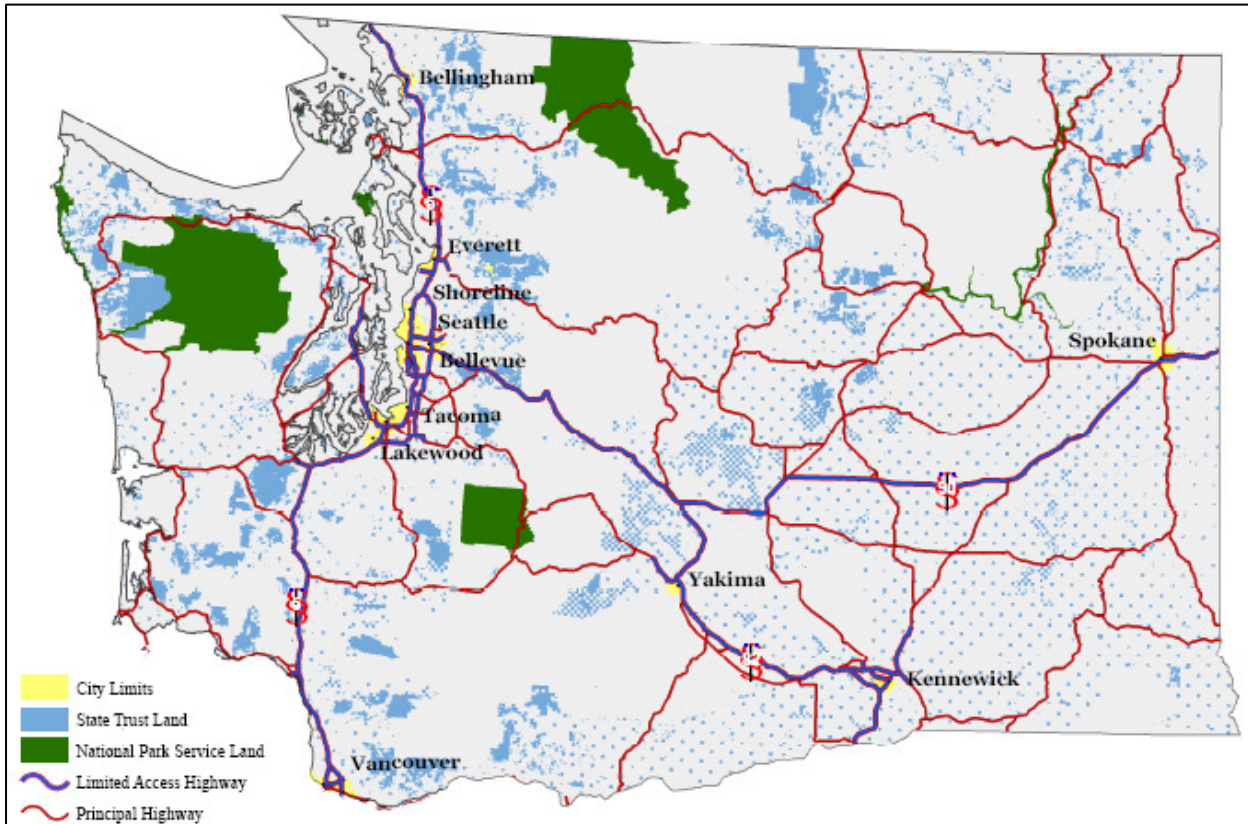 Bellingham
Everett
Shoreline
Seattle
Bellevue
Spokane
Tacoma
Lakewood
90
Yakima
82
Kennewick
City Limits
State Trust Land
National Park Service Land
Vancouver
Limited Access Highway
Principal Highway